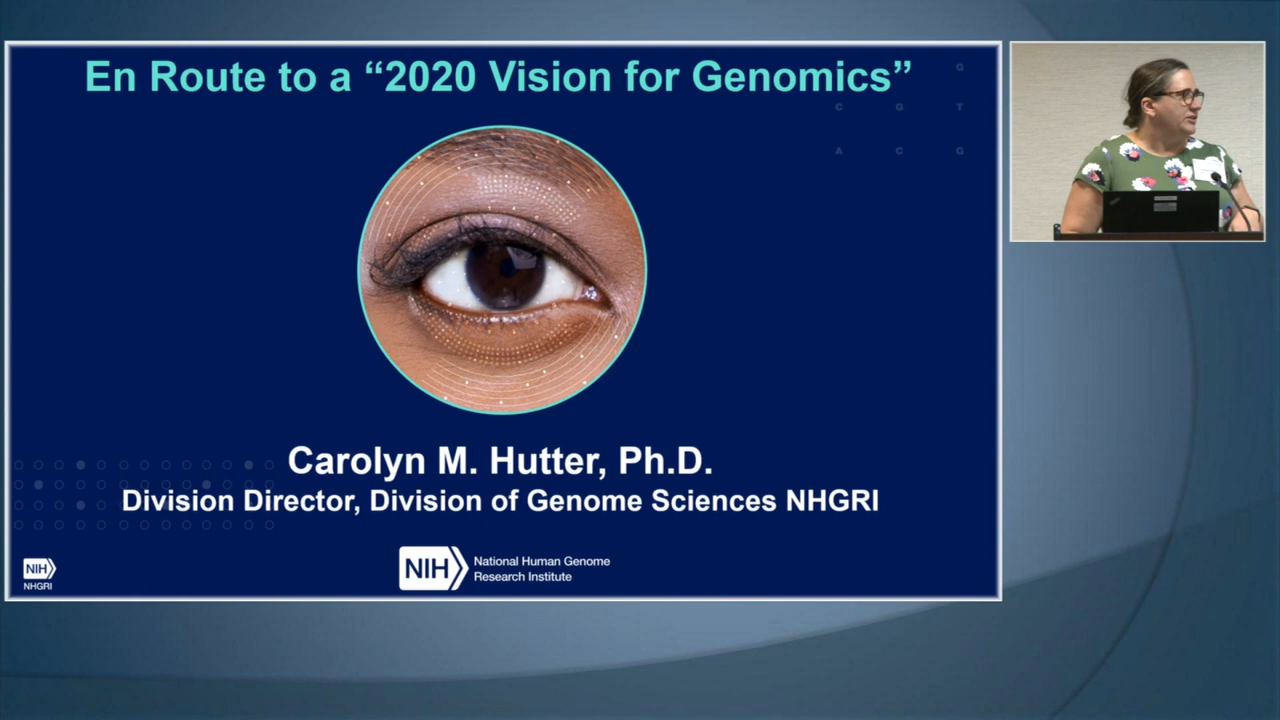 En Route to a “2020 Vision for Genomics”
G
C G T
A C G
Carolyn M. Hutter, Ph.D.
Division Director, Division of Genome Sciences NHGRI
NIH
NHGRI
NIH
National Human Genome
Research Institute